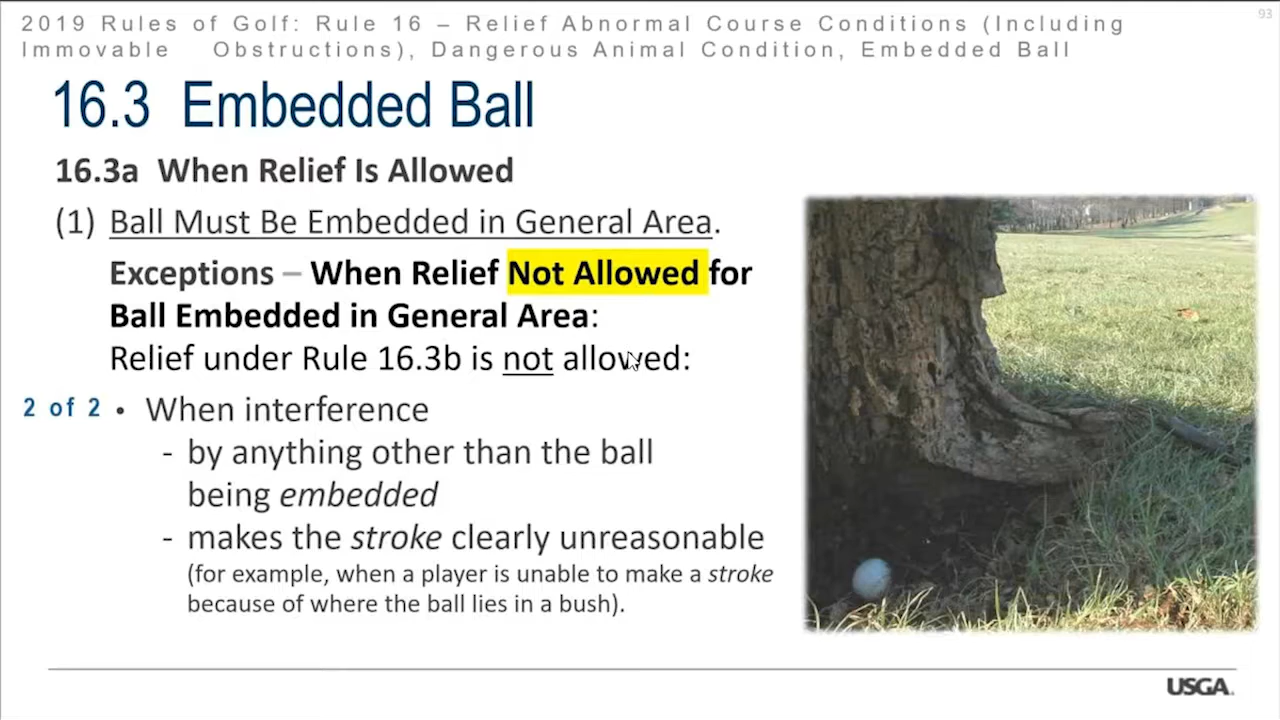 93
2019 Rules of Golf: Rule 16 – Relief Abnormal Course Conditions (Including
Immovable Obstructions), Dangerous Animal Condition, Embedded Ball
16.3 Embedded Ball
16.3a When Relief Is Allowed
(1) Ball Must Be Embedded in General Area.
Exceptions – When Relief Not Allowed for
Ball Embedded in General Area:
Relief under Rule 16.3b is not allowed:
2 of 2 • When interference
- by anything other than the ball
being embedded
- makes the stroke clearly unreasonable
(for example, when a player is unable to make a stroke
because of where the ball lies in a bush).
USGA.